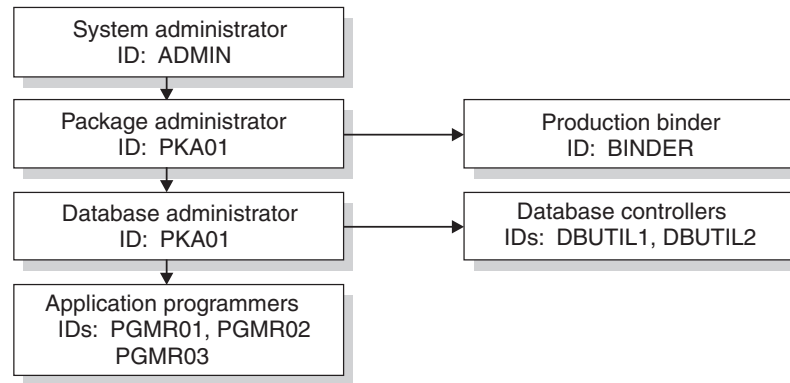 System administrator
ID: ADMIN
Package administrator
ID: PKA01
Production binder
ID: BINDER
Database administrator
ID: PKA01
Database controllers
IDs: DBUTIL1, DBUTIL2
Application programmers
IDs: PGMR01, PGMR02
PGMR03